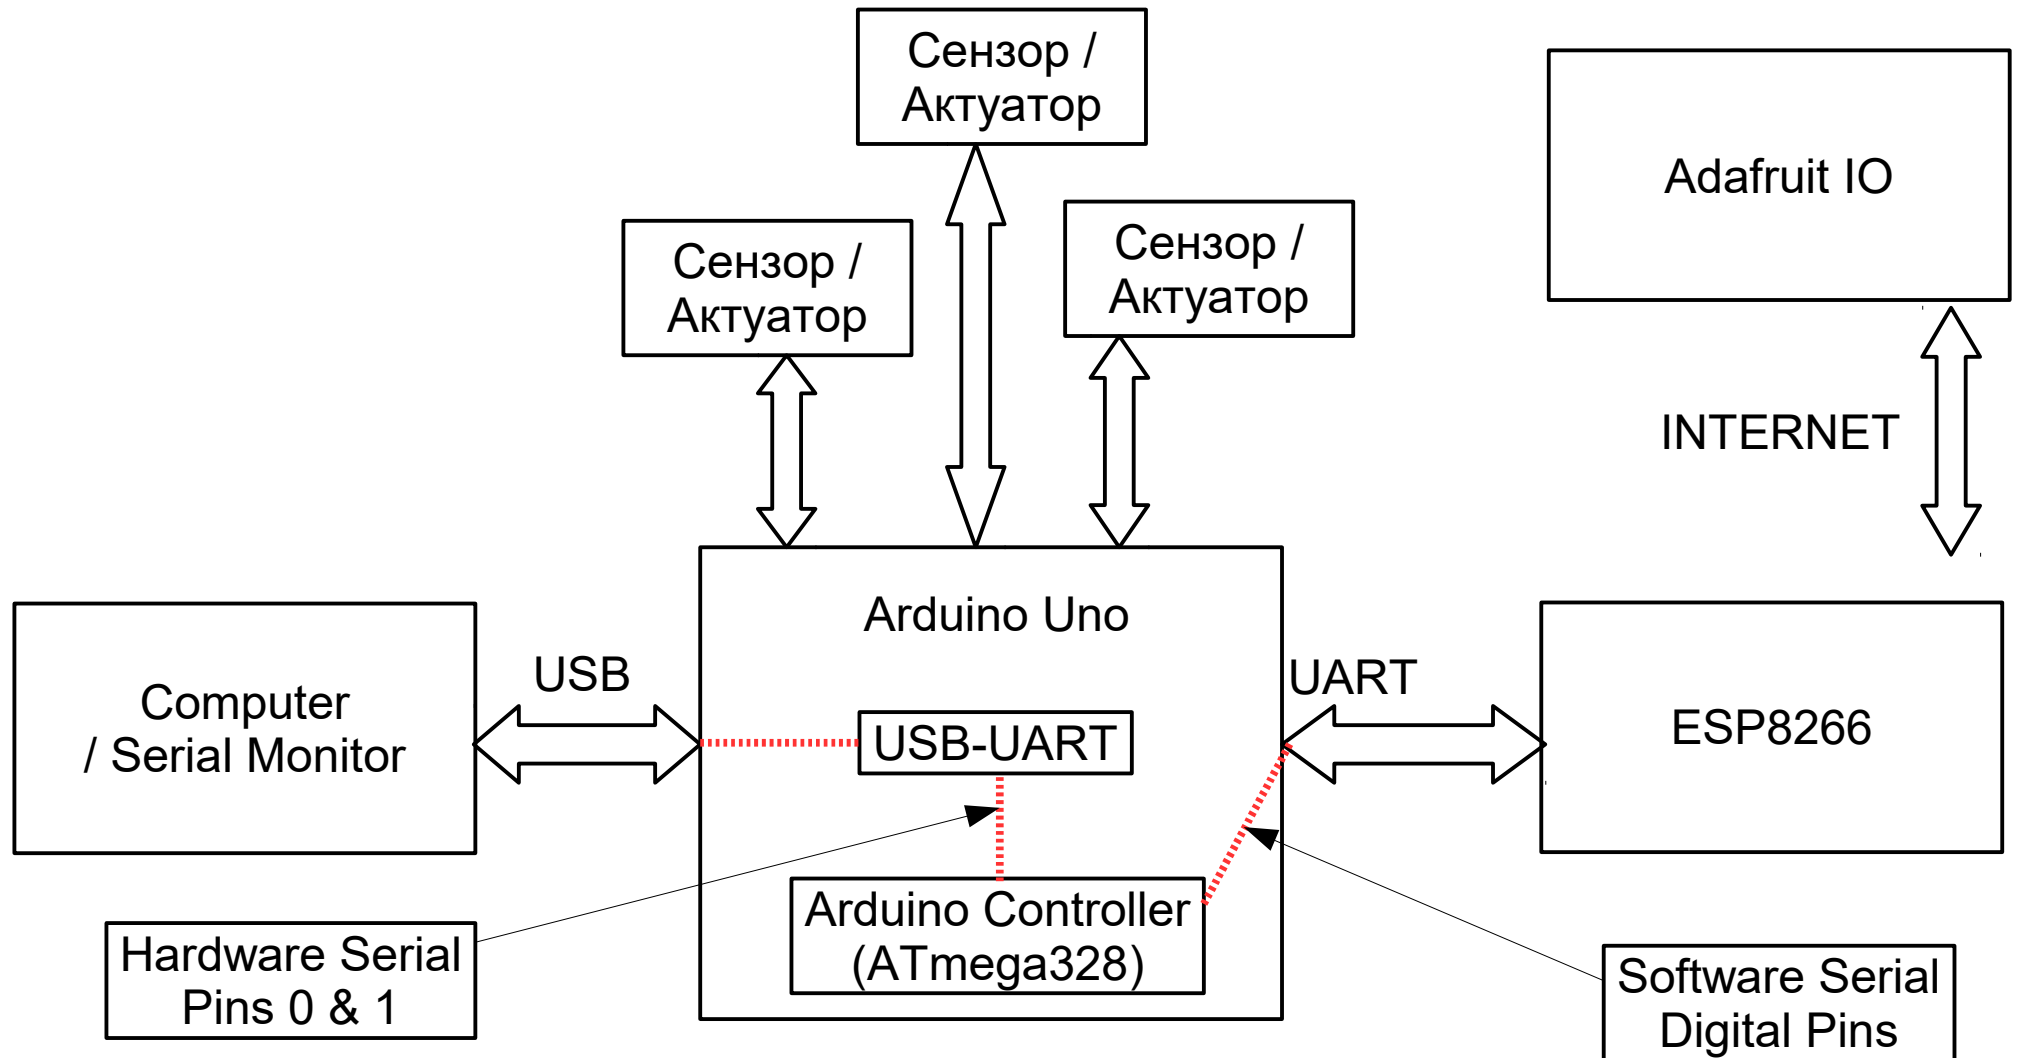 Сензор /
Актуатор
Adafruit IO
Сензор /
Актуатор
Сензор /
Актуатор
INTERNET
Arduino Uno
USB
UART
Computer
/ Serial Monitor
USB-UART
ESP8266
Arduino Controller
(ATmega328)
Hardware Serial
Pins 0 & 1
Software Serial
Digital Pins